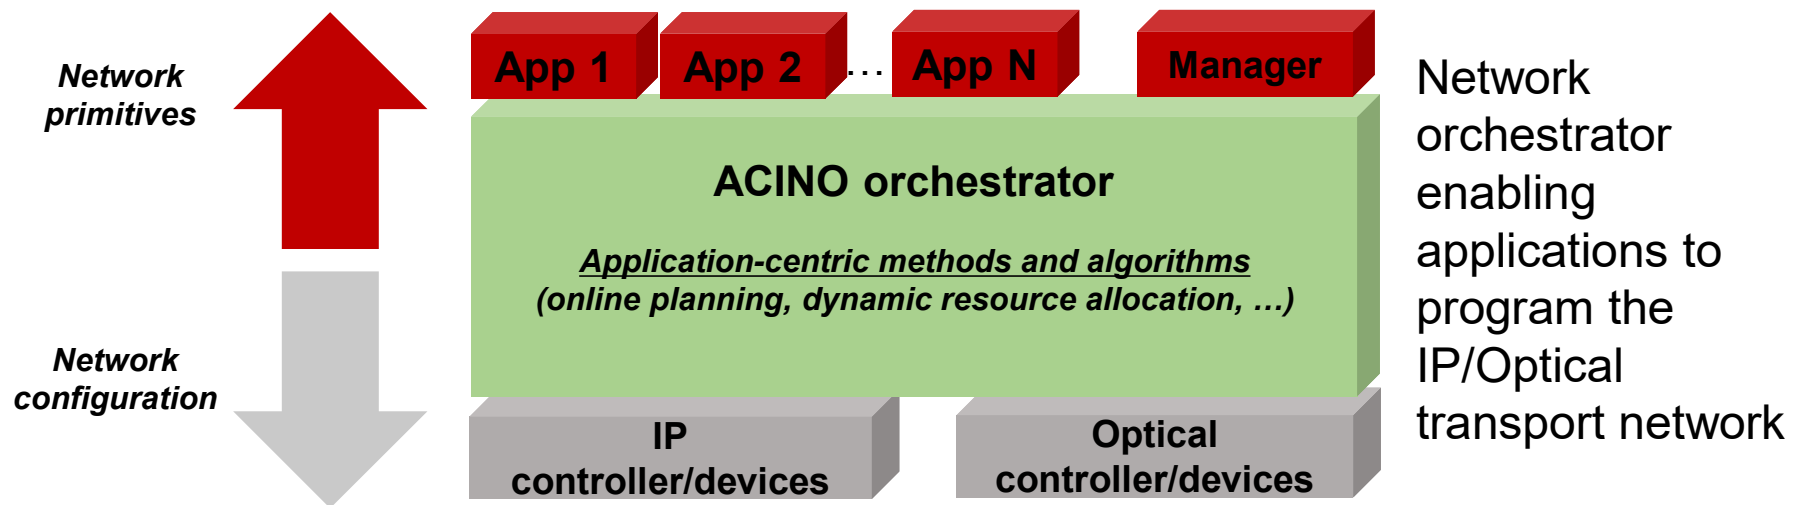 Network
primitives
App 1
App 2
...
App N
Manager
ACINO orchestrator
Application-centric methods and algorithms
(online planning, dynamic resource allocation, …)
Network
configuration
IP
controller/devices
Optical
controller/devices
Network
orchestrator
enabling
applications to
program the
IP/Optical
transport network